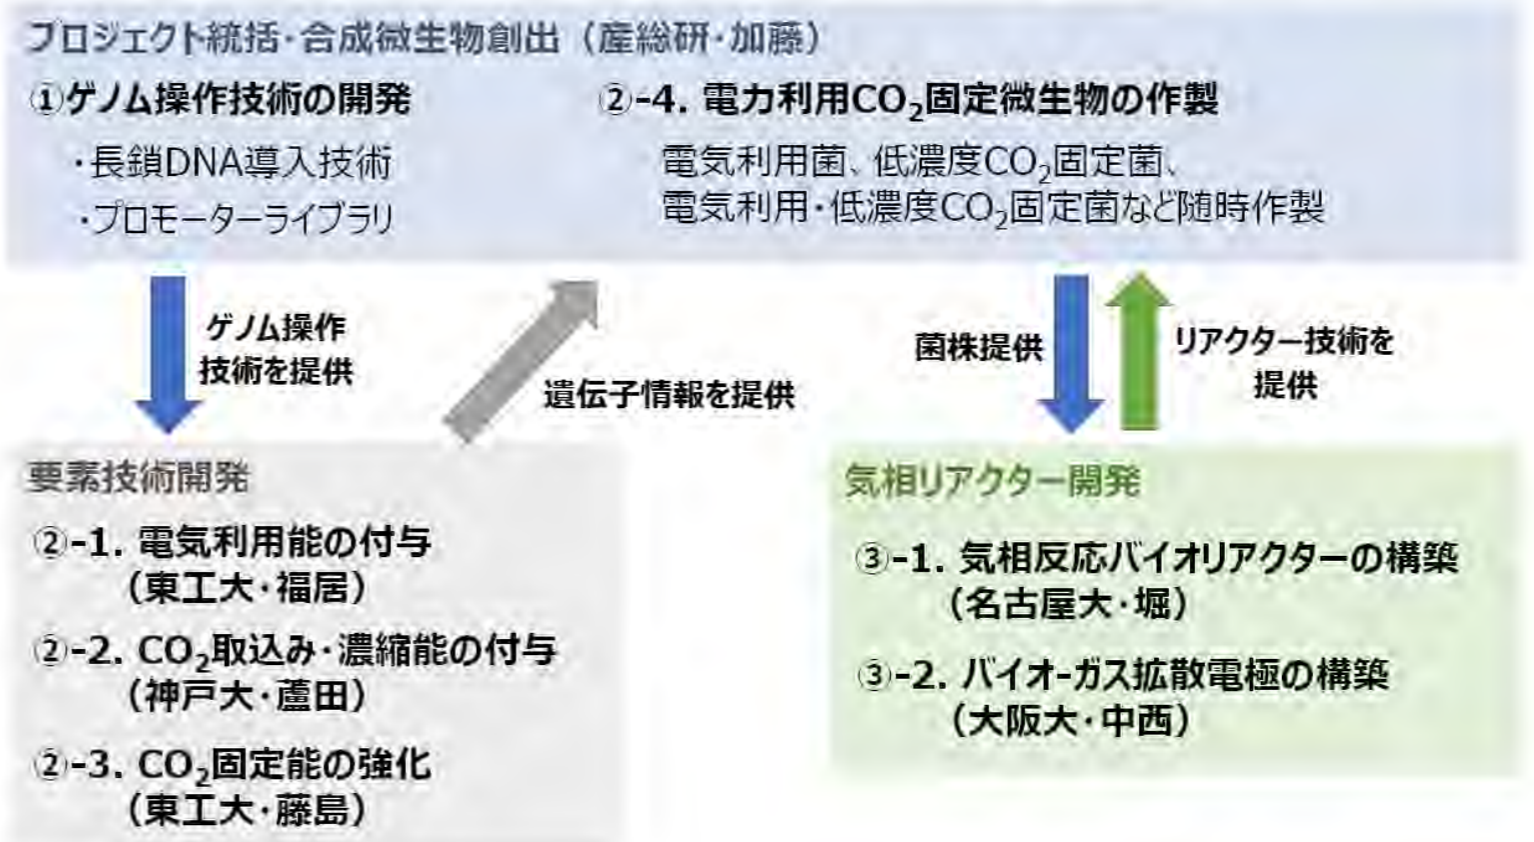 プロジェクト統括・合成微生物創出（産総研・加藤）
①ゲノム操作技術の開発
・長鎖DNA導入技術
・プロモーターライブラリ
②-4. 電力利用CO₂固定微生物の作製
電気利用菌、低濃度CO₂固定菌、
電気利用・低濃度CO₂固定菌など随時作製
ゲノム操作
技術を提供
遺伝子情報を提供
菌株提供
リアクター技術を
提供
要素技術開発
②-1. 電気利用能の付与
（東工大・福居）
②-2. CO₂取込み・濃縮能の付与
（神戸大・蘆田）
②-3. CO₂固定能の強化
（東工大・藤島）
気相リアクター開発
③-1. 気相反応バイオリアクターの構築
（名古屋大・堀）
③-2. バイオ-ガス拡散電極の構築
（大阪大・中西）